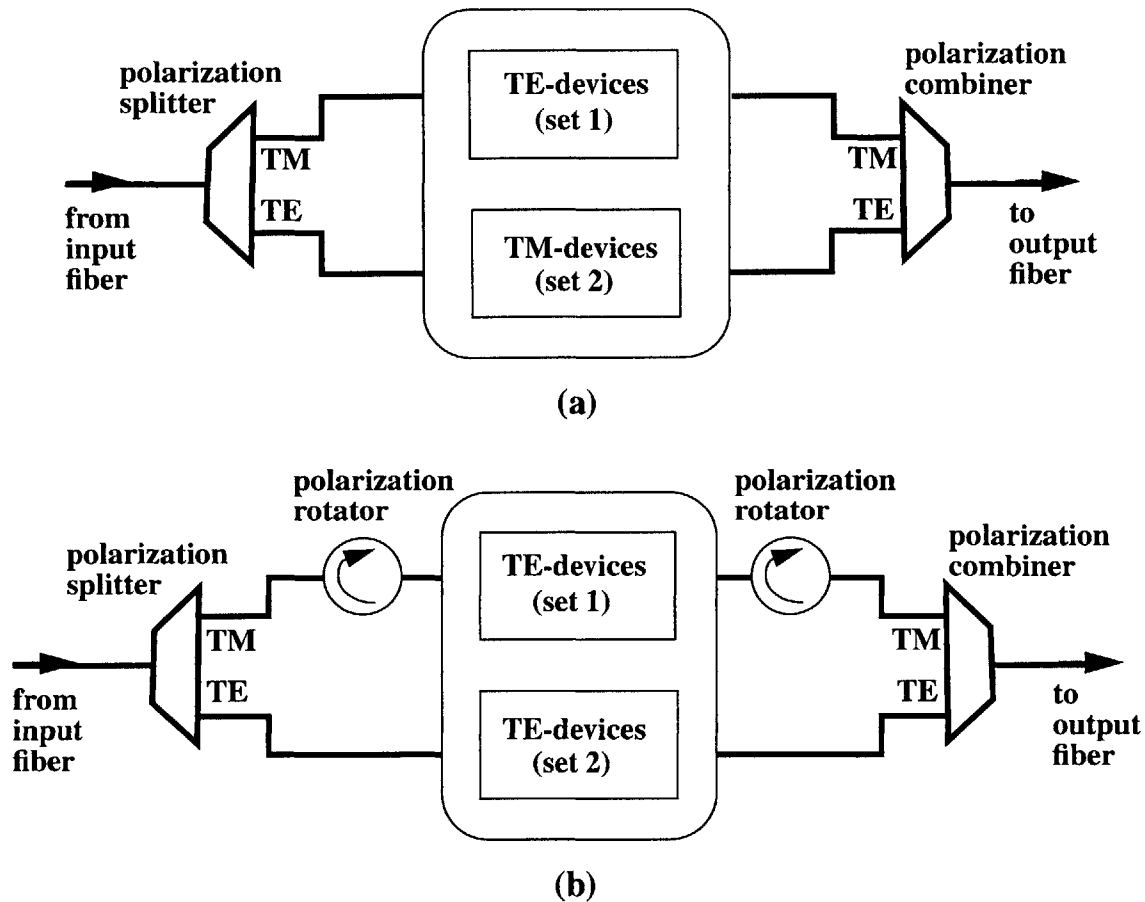 polarization
splitter
TM
TE
from
input
fiber
TE-devices
(set 1)
TM-devices
(set 2)
polarization
combiner
TM
TE
to
output
fiber
(a)
polarization
splitter
TM
TE
from
input
fiber
polarization
rotator
TE-devices
(set 1)
TE-devices
(set 2)
polarization
rotator
polarization
combiner
TM
TE
to
output
fiber
(b)